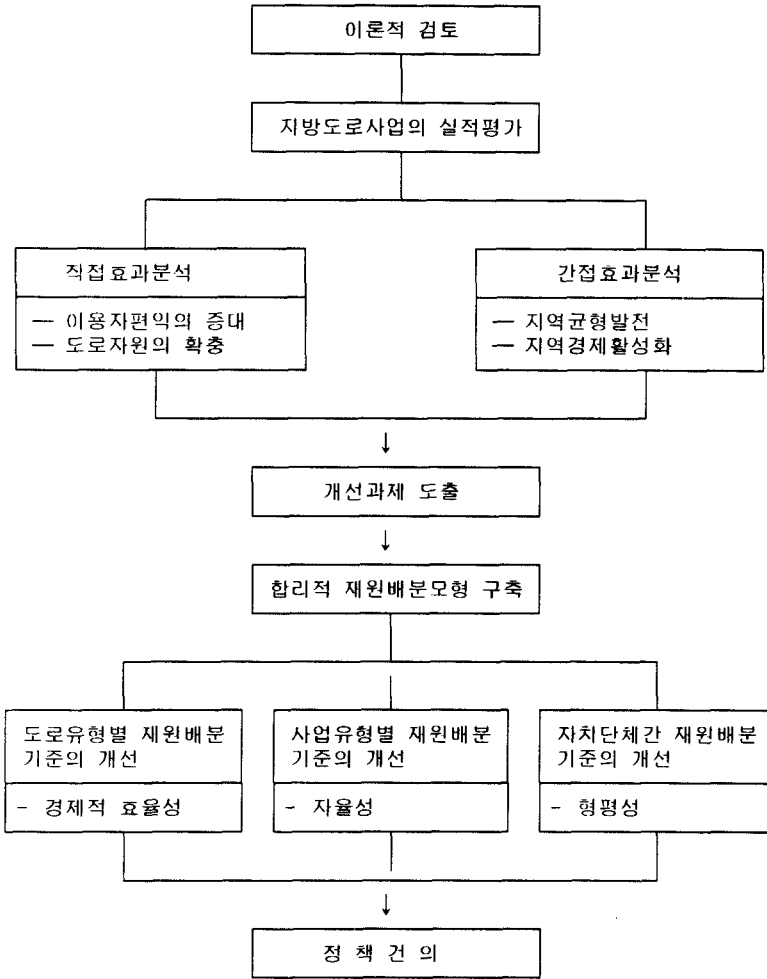 이론적 검토
지방도로사업의 실적평가
직접효과분석
— 이용자편익의 증대
— 도로자원의 확충
간접효과분석
— 지역균형발전
— 지역경제활성화
개선과제 도출
합리적 재원배분모형 구축
도로유형별 재원배분
기준의 개선
- 경제적 효율성
사업유형별 재원배분
기준의 개선
- 자율성
자치단체간 재원배분
기준의 개선
- 형평성
정 책 건 의